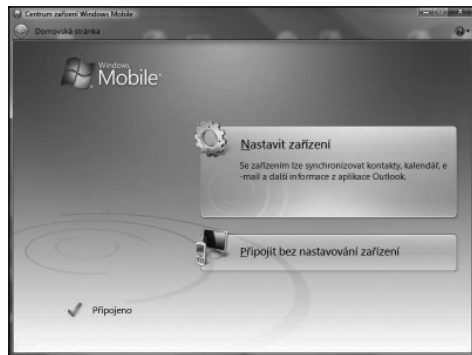 Centrum zařízení Windows Mobile
Domovská stránka
Windows
Mobile
Nastavit zařízení
Se zařízením lze synchronizovat kontakty, kalendář, e
-mail a další informace z aplikace Outlook.
Připojit bez nastavování zařízení
Připojeno